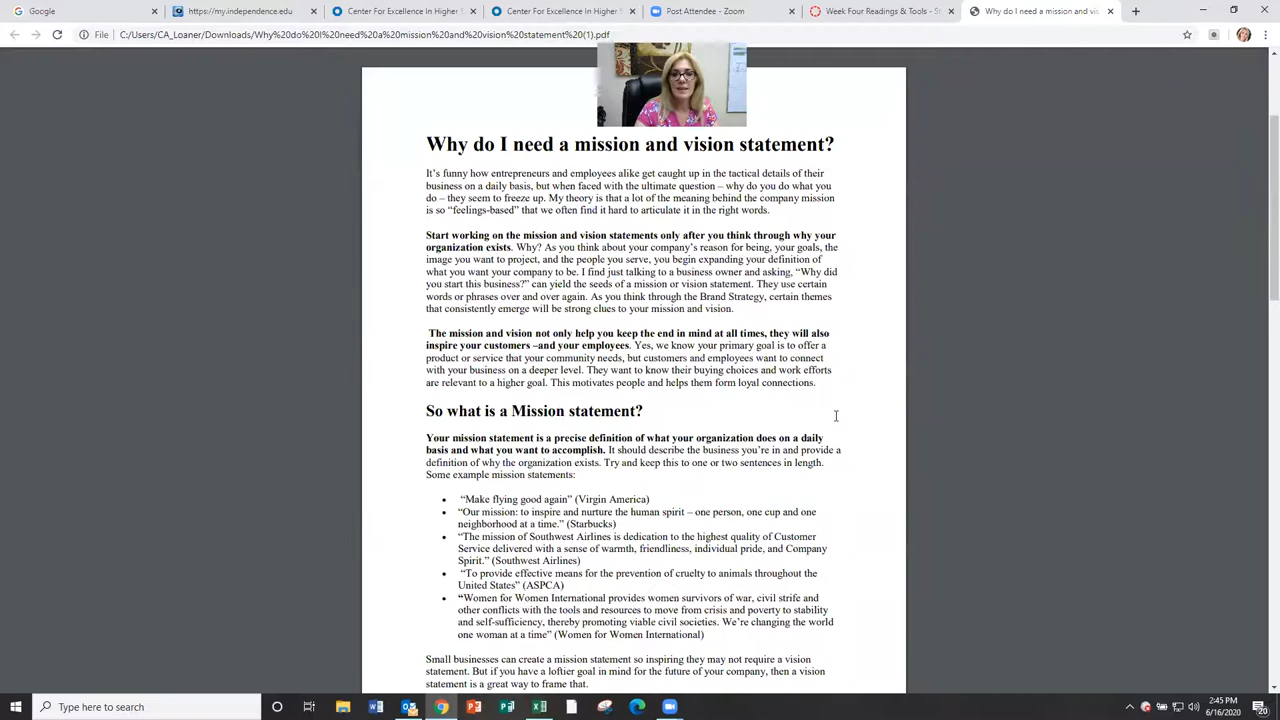 Google
https://my.independence.edu
Center For Excellence In Higher
Center For Excellence In Higher
Post Attendee - Zoom
Week Four Readings & Tools - St
Why do I need a mission and vis
File
C:/Users/CA_Loaner/Downloads/Why%20do%20I%20need%20a%20mission%20and%20vision%20statement%20(1).pdf
Why do I need a mission and vision statement?
It's funny how entrepreneurs and employees alike get caught up in the tactical details of their
business on a daily basis, but when faced with the ultimate question – why do you do what you
do – they seem to freeze up. My theory is that a lot of the meaning behind the company mission
is so "feelings-based" that we often find it hard to articulate it in the right words.
Start working on the mission and vision statements only after you think through why your
organization exists. Why? As you think about your company's reason for being, your goals, the
image you want to project, and the people you serve, you begin expanding your definition of
what you want your company to be. I find just talking to a business owner and asking, "Why did
you start this business?" can yield the seeds of a mission or vision statement. They use certain
words or phrases over and over again. As you think through the Brand Strategy, certain themes
that consistently emerge will be strong clues to your mission and vision.
The mission and vision not only help you keep the end in mind at all times, they will also
inspire your customers –and your employees. Yes, we know your primary goal is to offer a
product or service that your community needs, but customers and employees want to connect
with your business on a deeper level. They want to know their buying choices and work efforts
are relevant to a higher goal. This motivates people and helps them form loyal connections.
So what is a Mission statement?
Your mission statement is a precise definition of what your organization does on a daily
basis and what you want to accomplish. It should describe the business you're in and provide a
definition of why the organization exists. Try and keep this to one or two sentences in length.
Some example mission statements:
• "Make flying good again" (Virgin America)
• "Our mission: to inspire and nurture the human spirit – one person, one cup and one
neighborhood at a time." (Starbucks)
• "The mission of Southwest Airlines is dedication to the highest quality of Customer
Service delivered with a sense of warmth, friendliness, individual pride, and Company
Spirit." (Southwest Airlines)
• "To provide effective means for the prevention of cruelty to animals throughout the
United States" (ASPCA)
• "Women for Women International provides women survivors of war, civil strife and
other conflicts with the tools and resources to move from crisis and poverty to stability
and self-sufficiency, thereby promoting viable civil societies. We're changing the world
one woman at a time" (Women for Women International)
Small businesses can create a mission statement so inspiring they may not require a vision
statement. But if you have a loftier goal in mind for the future of your company, then a vision
statement is a great way to frame that.
Type here to search
2:45 PM
6/16/2020
20